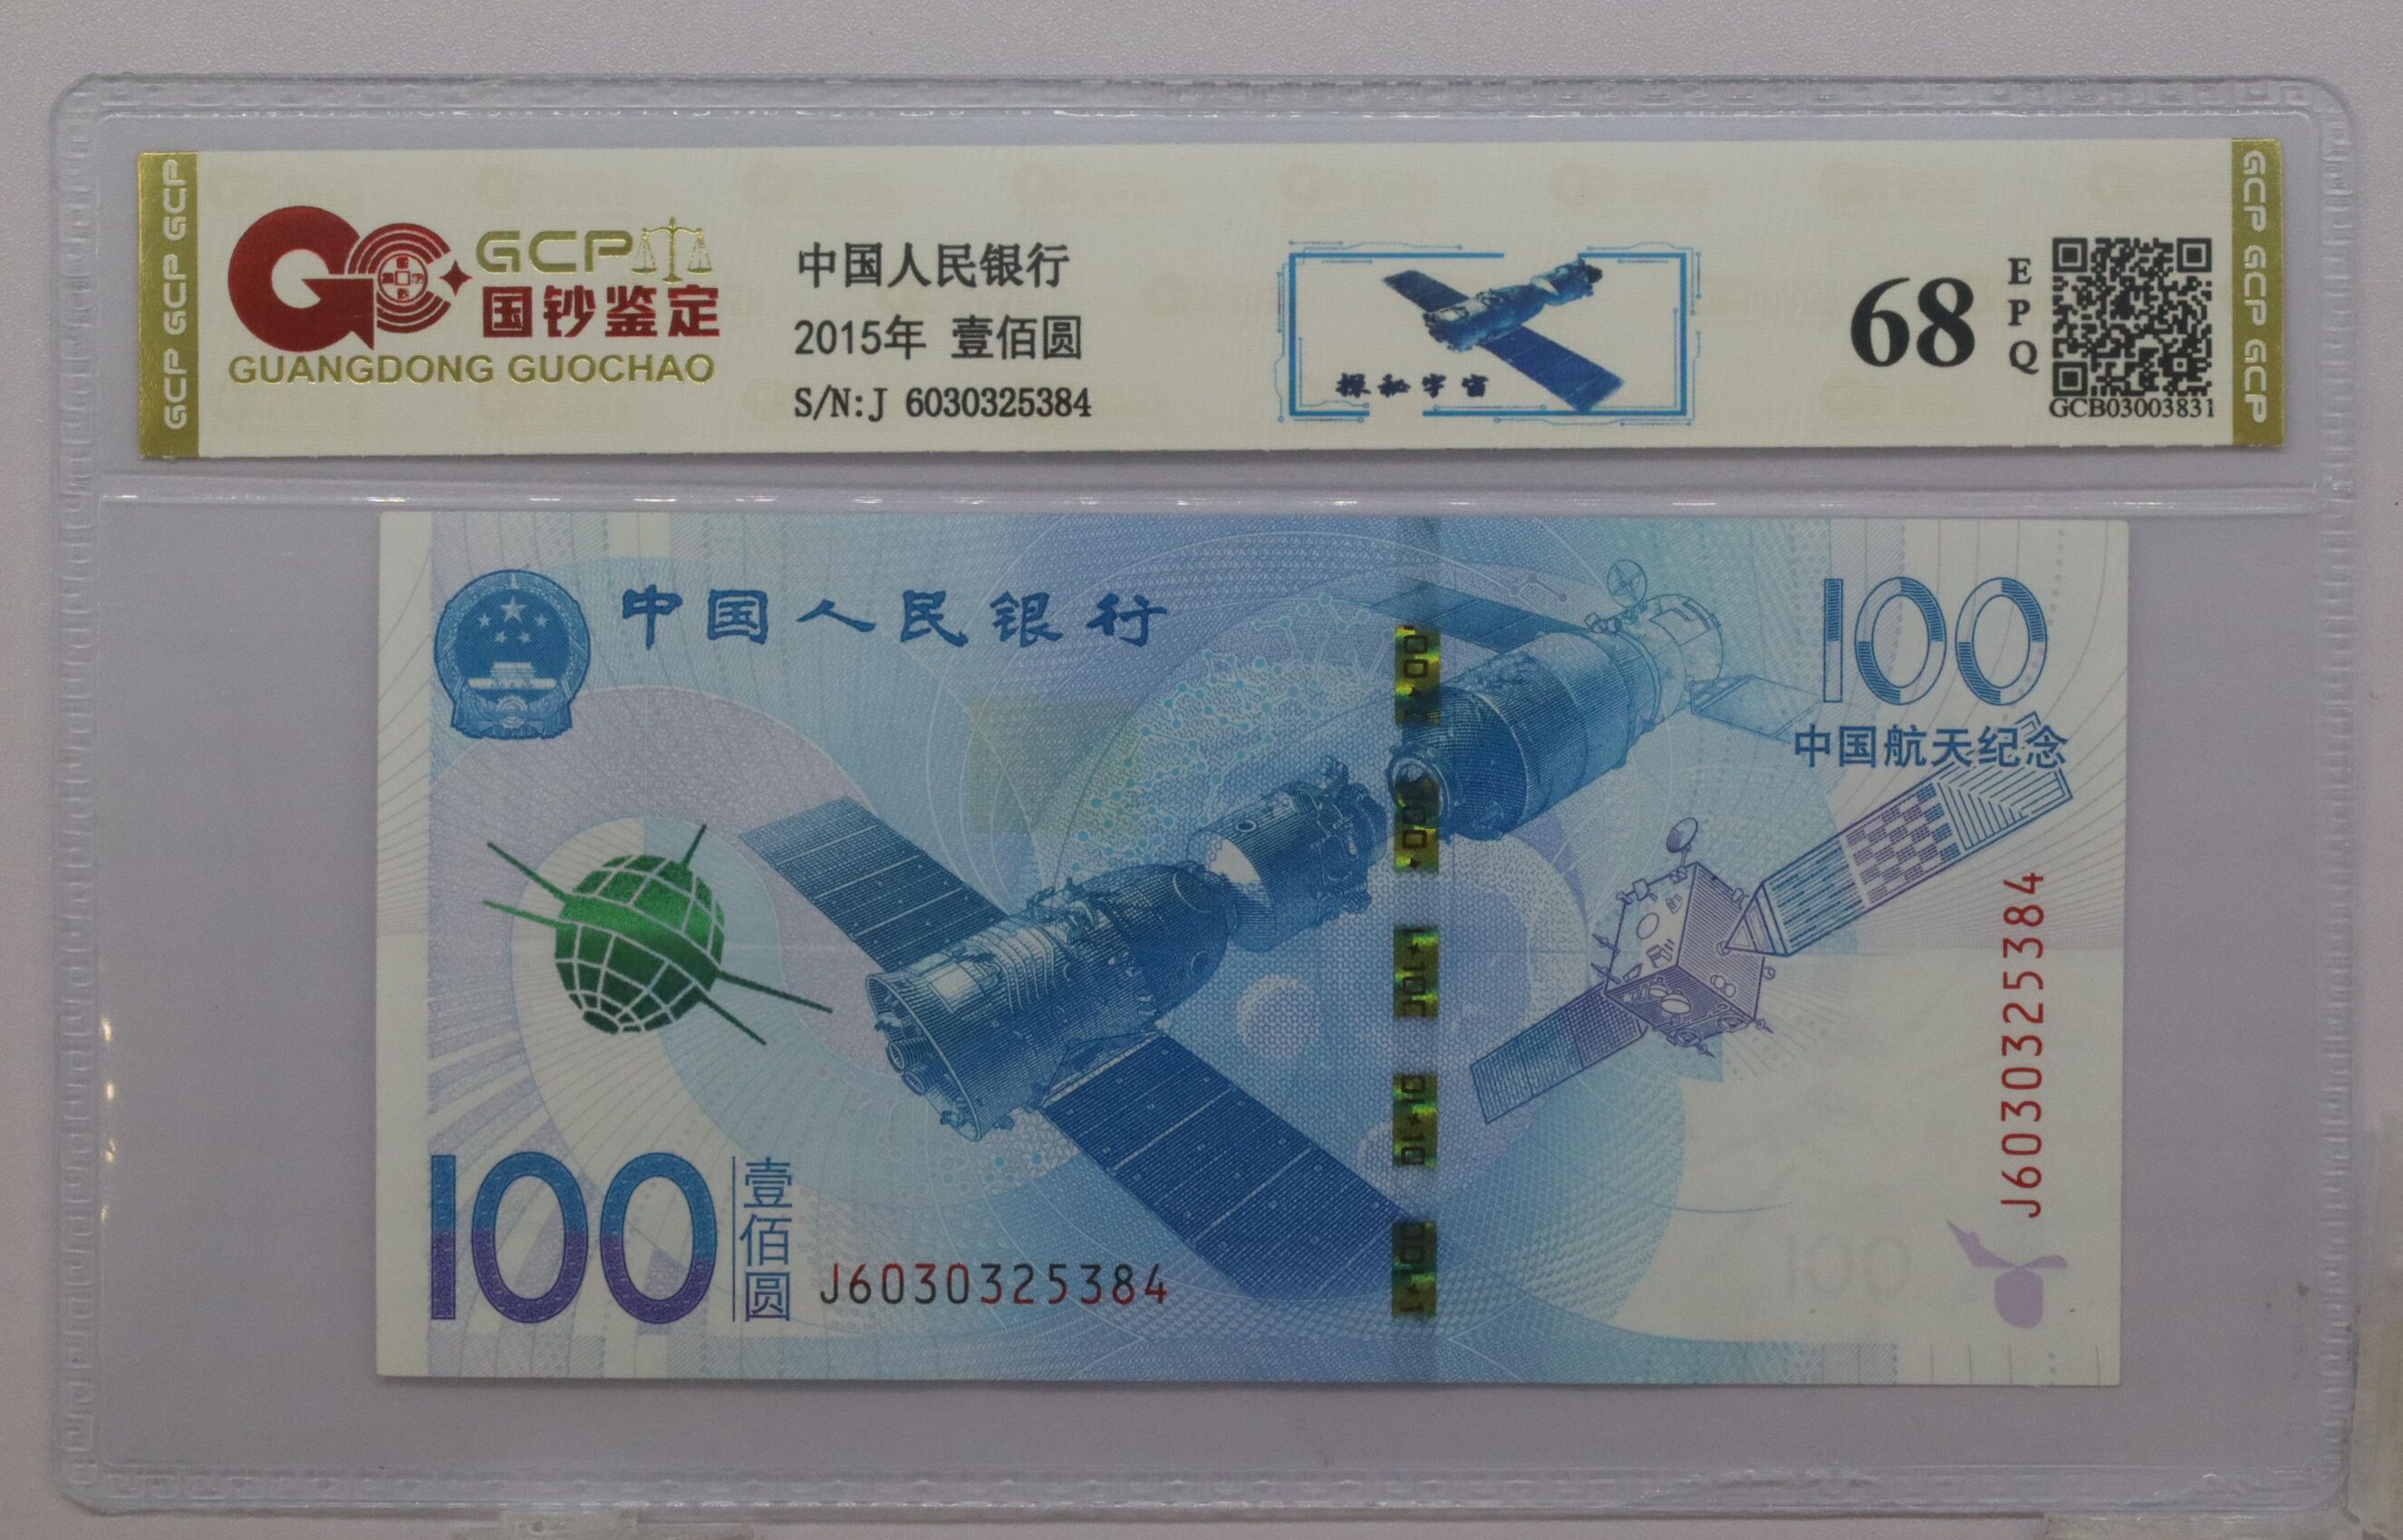 GCP GCP GCP
GCP
国钞鉴定
GUANGDONG GUOCHAO
中国人民银行
2015年 壹佰圆
S/N:J 6030325384
探秘宇宙
68
EPQ
GCB03003831
GCP GCP GCP
中国人民银行
100
中国航天纪念
J6030325384
100
壹佰圆
J6030325384